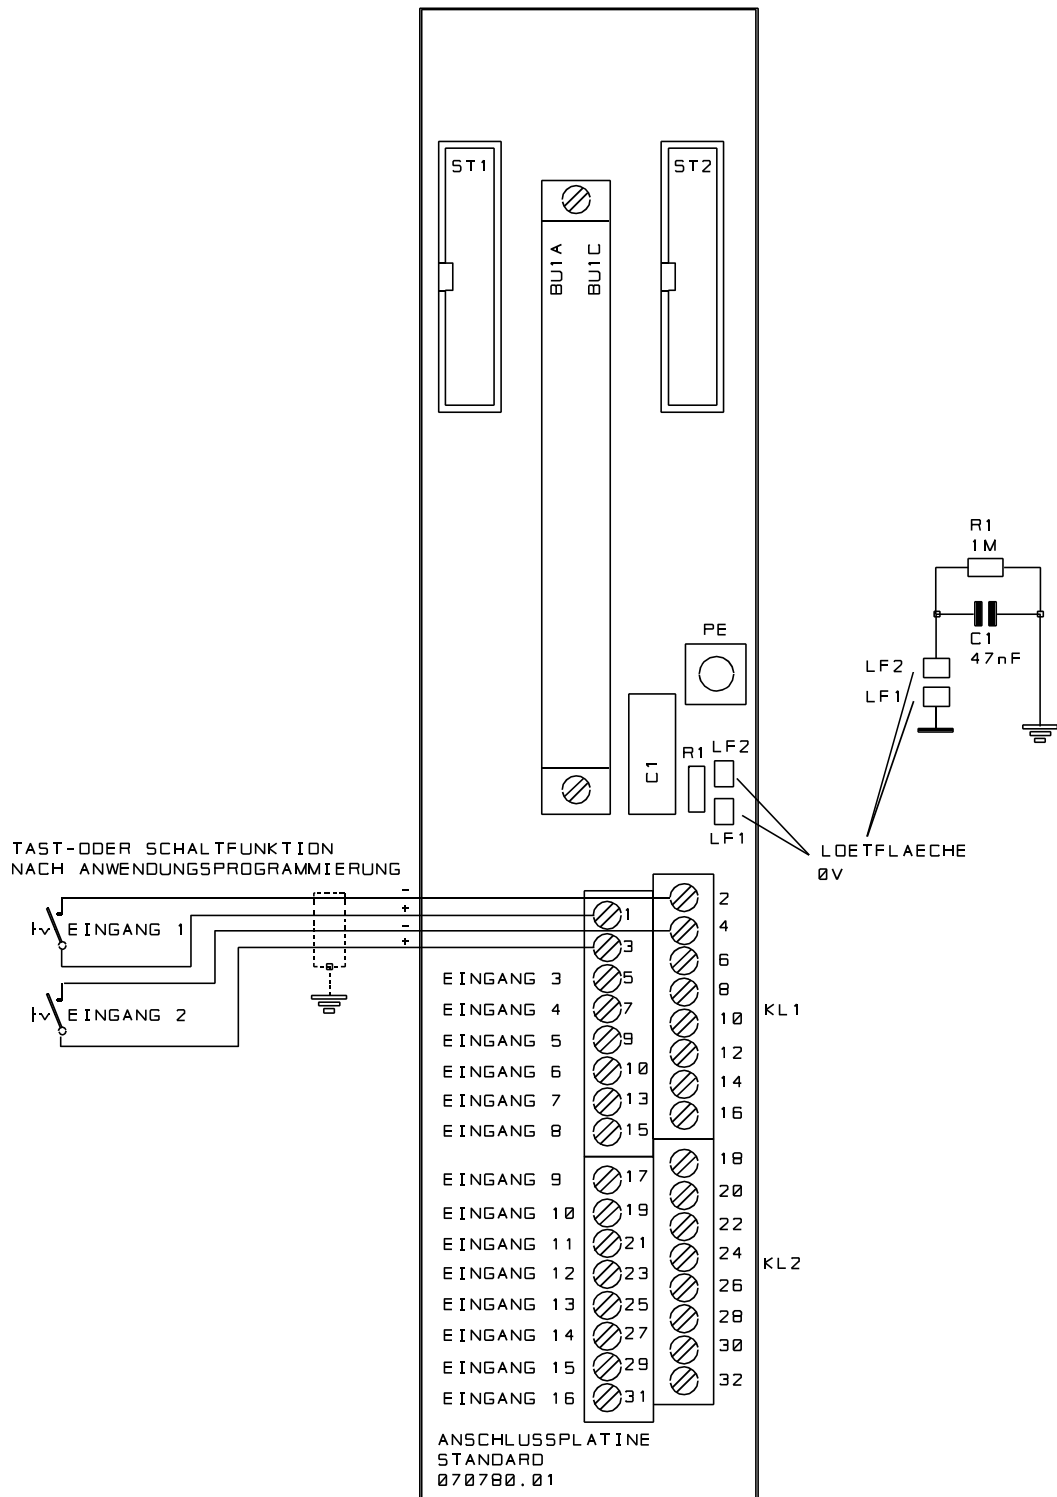 ST1
ST2
BU1A
BU1C
R1
1M
C1
47nF
LF2
LF1
PE
C1
R1
LF2
LF1
LOETFLAECHE
0V
TAST-ODER SCHALTFUNKTION
NACH ANWENDUNGSPROGRAMMIERUNG
-
+
-
+
EINGANG 1
EINGANG 2
1
2
3
4
EINGANG 3 5 6
EINGANG 4 7 8
KL1
EINGANG 5 9 10
EINGANG 6 10 12
EINGANG 7 13 14
EINGANG 8 15 16
EINGANG 9 17 18
EINGANG 10 19 20
EINGANG 11 21 22
EINGANG 12 23 24
KL2
EINGANG 13 25 26
EINGANG 14 27 28
EINGANG 15 29 30
EINGANG 16 31 32
ANSCHLUSSPLATINE
STANDARD
070780.01